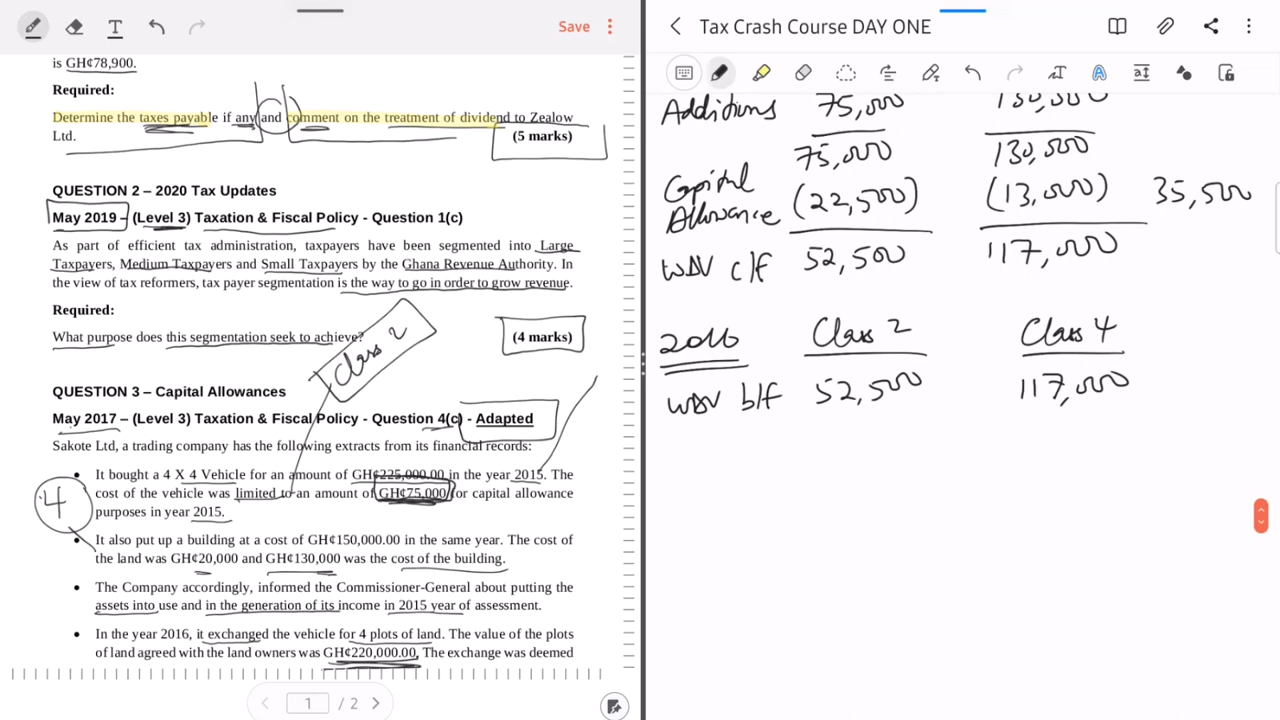 Save
is GH¢78,900.
Required:
Determine the taxes payable if any and comment on the treatment of dividend to Zealow
Ltd.
(5 marks)
QUESTION 2 – 2020 Tax Updates
May 2019 – (Level 3) Taxation & Fiscal Policy - Question 1(c)
As part of efficient tax administration, taxpayers have been segmented into Large
Taxpayers, Medium Taxpayers and Small Taxpayers by the Ghana Revenue Authority. In
the view of tax reformers, tax payer segmentation is the way to go in order to grow revenue.
Required:
What purpose does this segmentation seek to achieve?
(4 marks)
Class 2
QUESTION 3 – Capital Allowances
May 2017 – (Level 3) Taxation & Fiscal Policy - Question 4(c) - Adapted
Sakote Ltd, a trading company has the following extracts from its financial records:
• It bought a 4 X 4 Vehicle for an amount of GH¢225,000.00 in the year 2015. The
cost of the vehicle was limited to an amount of GH¢75,000 for capital allowance
purposes in year 2015.
4
• It also put up a building at a cost of GH¢150,000.00 in the same year. The cost of
the land was GH¢20,000 and GH¢130,000 was the cost of the building.
• The Company accordingly, informed the Commissioner-General about putting the
assets into use and in the generation of its income in 2015 year of assessment.
• In the year 2016, it exchanged the vehicle for 4 plots of land. The value of the plots
of land agreed with the land owners was GH¢220,000.00, The exchange was deemed
1 / 2
Tax Crash Course DAY ONE
Additions 75,000 130,000
75,000 130,000
Capital
Allowance (22,500) (13,000) 35,500
WDV c/f 52,500 117,000
2016 Class 2 Class 4
WDV b/f 52,500 117,000